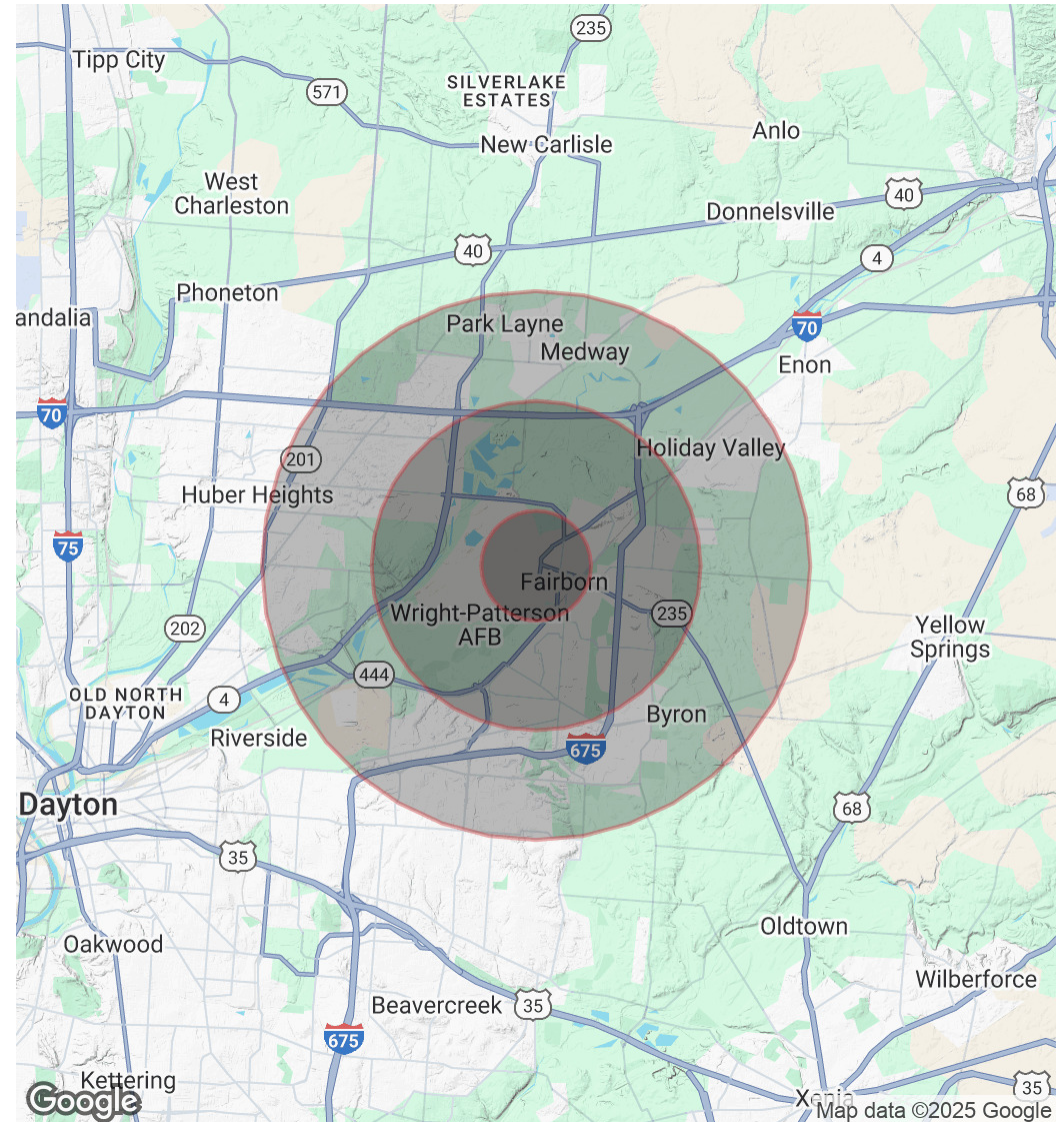 235
Tipp City
SILVERLAKE
ESTATES
571
Anlo
New Carlisle
West
Charleston
40
Donnelsville
40
4
Phoneton
andalia
Park Layne
70
Medway
Enon
70
Holiday Valley
201
Huber Heights
68
75
Fairborn
Wright-Patterson
AFB
235
202
Yellow
Springs
444
OLD NORTH
DAYTON
4
Byron
Riverside
675
Dayton
68
35
Oldtown
Oakwood
Wilberforce
Beavercreek
35
675
Kettering
35
Xenia
Google
Map data ©2025 Google